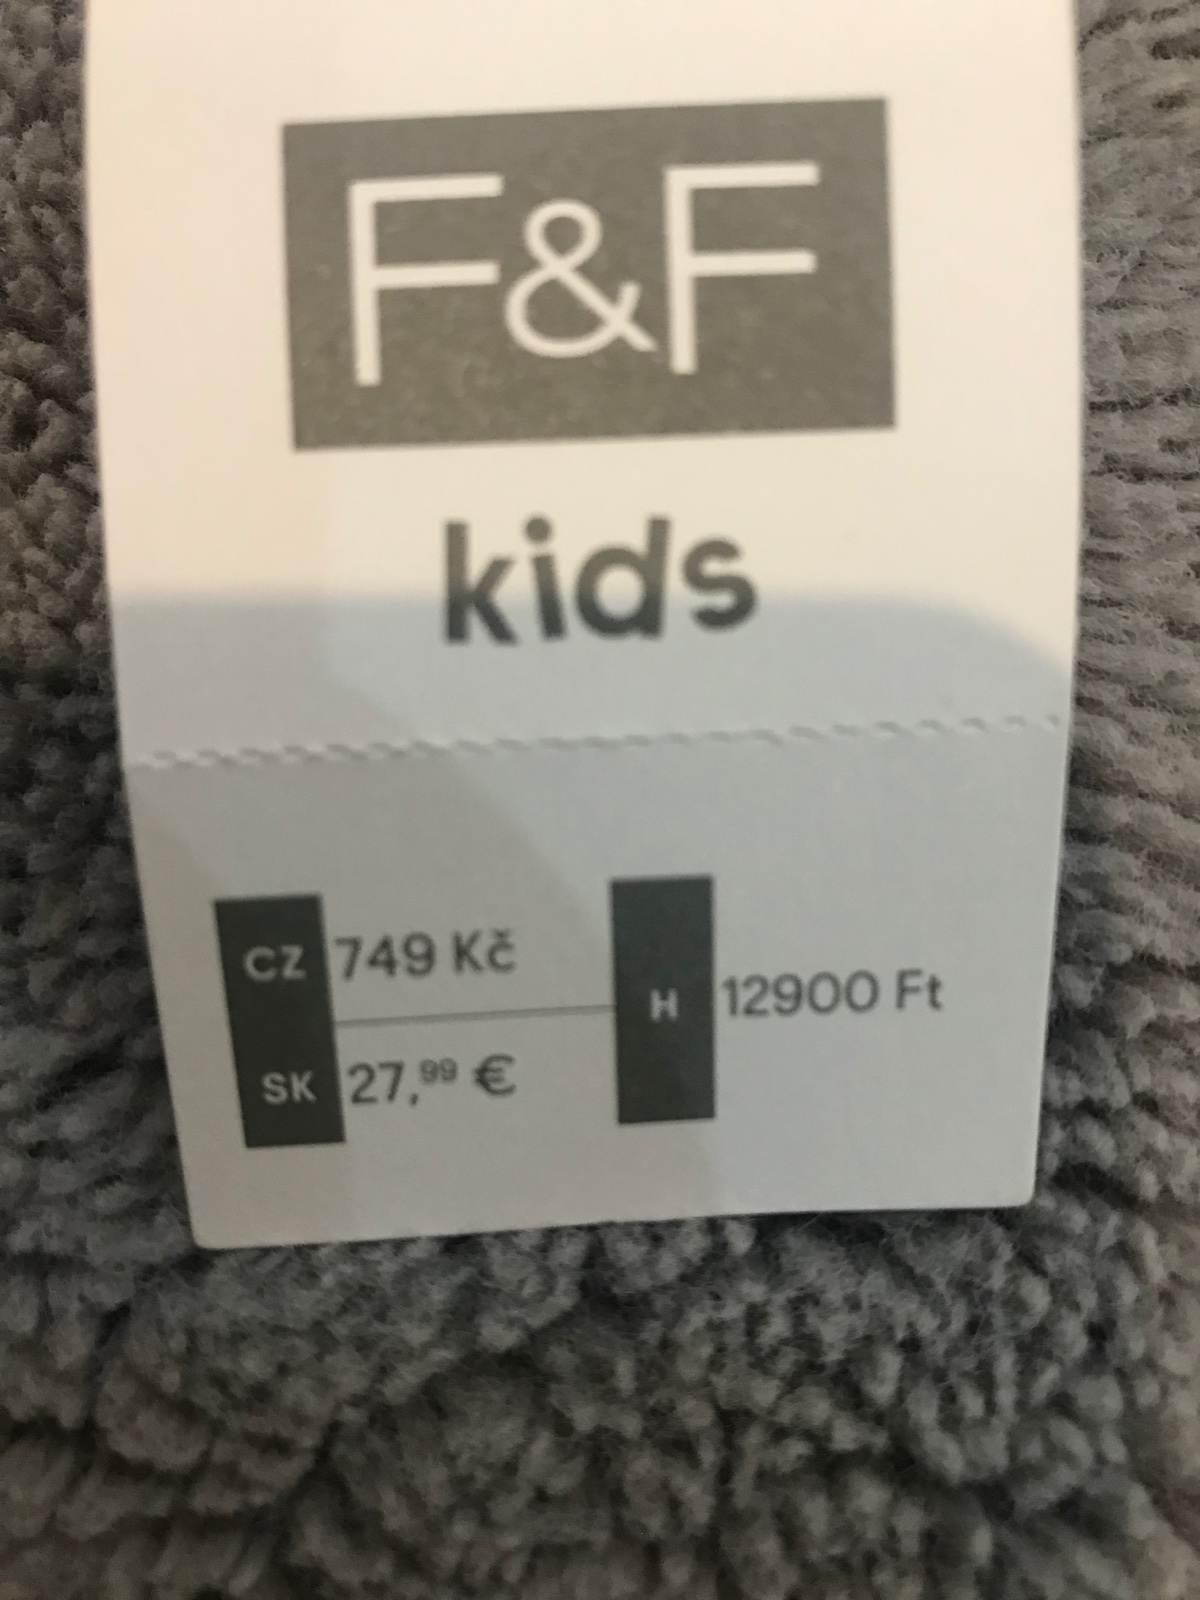 F&F
kids
CZ 749 Kč
SK 27,99 €
H 12900 Ft